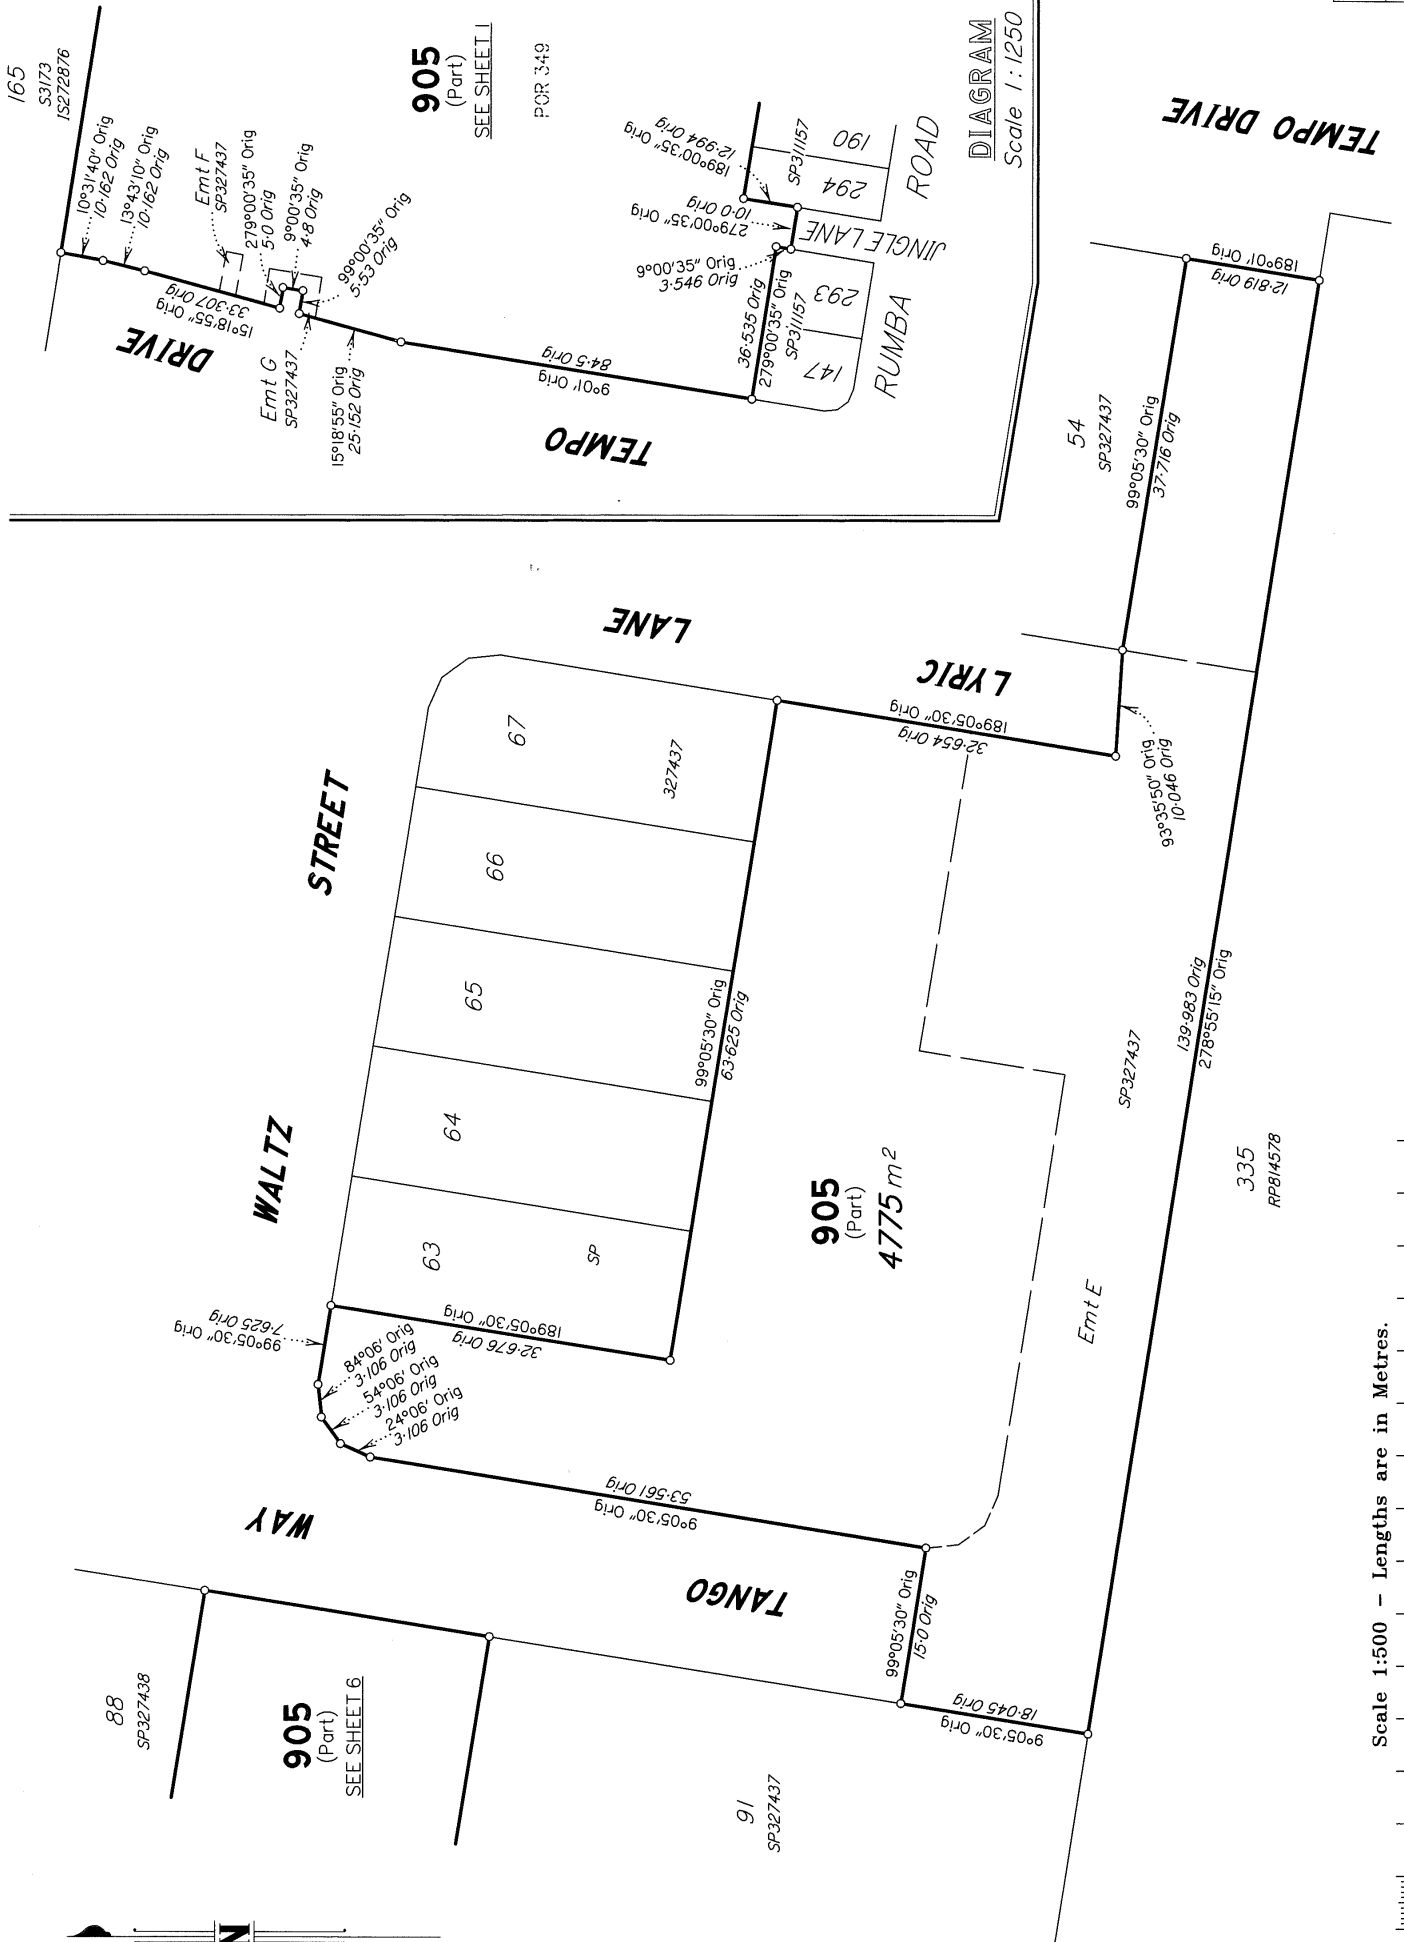 165
S3173
IS272876
10°31'40" Orig
10·162 Orig
13°43'10" Orig
10·162 Orig
Emt F
SP327437
279°00'35" Orig
5·0 Orig
9°00'35" Orig
4·8 Orig
99°00'35" Orig
5·53 Orig
15°18'55" Orig
33·307 Orig
DRIVE
Emt G
SP327437
15°18'55" Orig
25·152 Orig
9°01' Orig
84·5 Orig
TEMPO
905
(Part)
SEE SHEET 1
POR 349
189°00'35" Orig
12·994 Orig
279°00'35"
10·0 Orig
9°00'35" Orig
3·546 Orig
36·535 Orig
279°00'35" Orig
SP311157
190
294
JINGLE LANE
SP311157
293
147
RUMBA
ROAD
DIAGRAM
Scale 1:1250
TEMPO DRIVE
189°01' Orig
12·819 Orig
54
SP327437
99°05'30" Orig
37·716 Orig
LYRIC
LANE
189°05'30" Orig
32·654 Orig
93°35'50" Orig
10·046 Orig
WALTZ
STREET
67
327437
66
65
64
63
SP
99°05'30" Orig
63·625 Orig
99°05'30" Orig
7·625 Orig
189°05'30" Orig
32·676 Orig
84°06' Orig
3·106 Orig
54°06' Orig
3·106 Orig
24°06' Orig
3·106 Orig
9°05'30" Orig
53·561 Orig
905
(Part)
4775 m²
Emt E
SP327437
139·983 Orig
278°55'15" Orig
335
RP814578
TANGO
WAY
99°05'30" Orig
15·0 Orig
9°05'30" Orig
18·045 Orig
88
SP327438
905
(Part)
SEE SHEET 6
91
SP327437
N
Scale 1:500 – Lengths are in Metres.